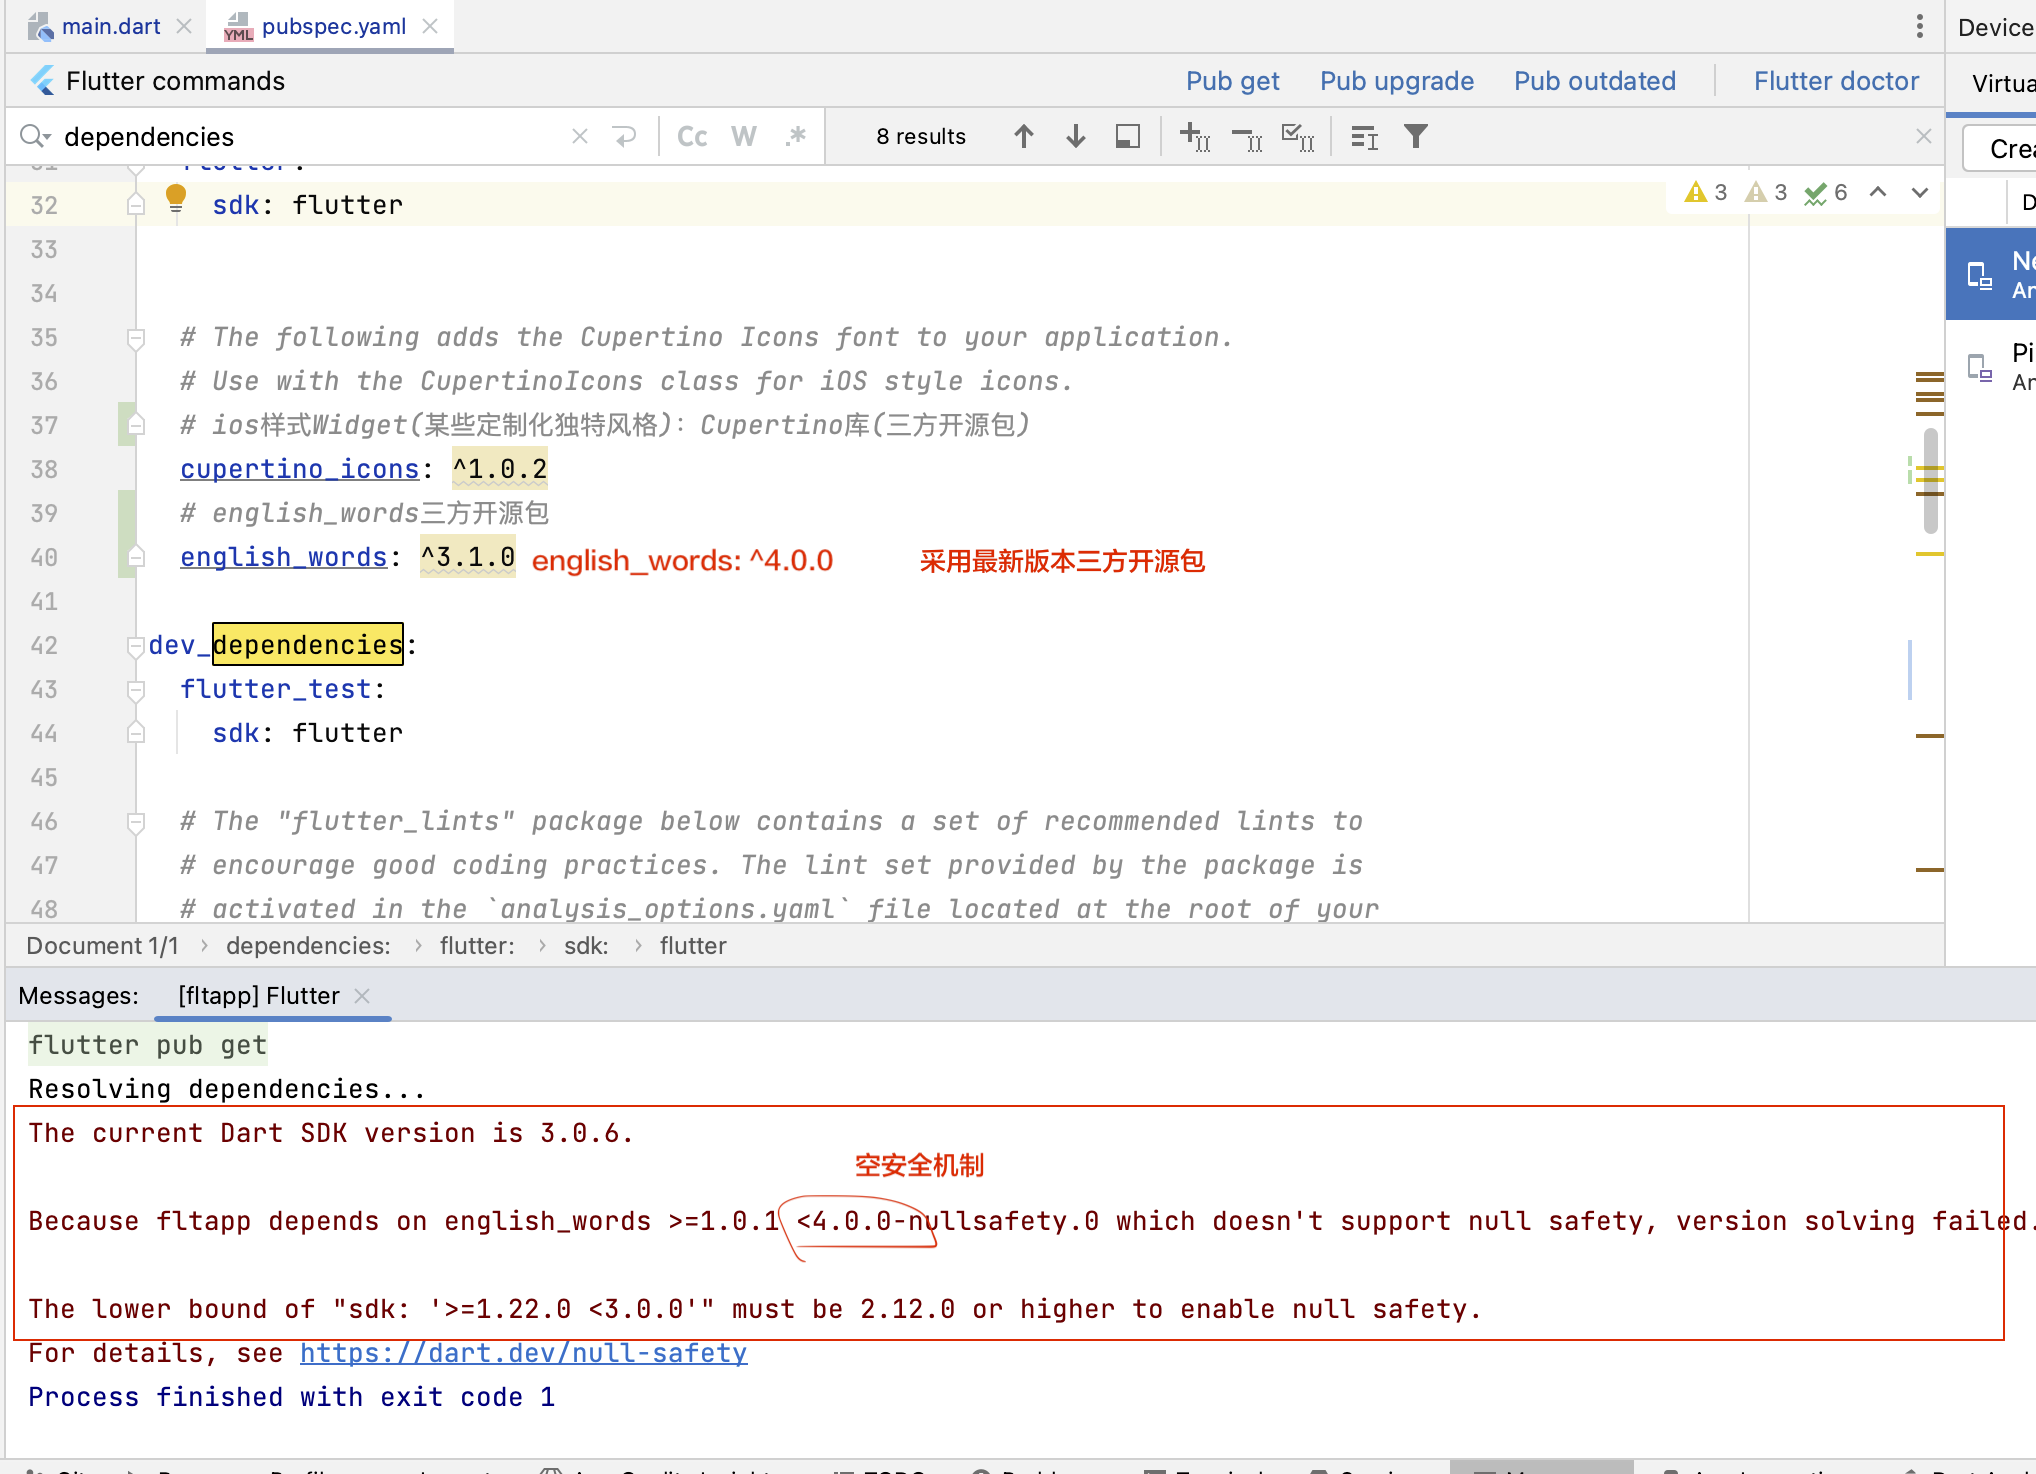 main.dart pubspec.yaml Device
Flutter commands Pub get Pub upgrade Pub outdated Flutter doctor Virtua
dependencies Cc W .* 8 results Crea
31 flutter:
32 sdk: flutter 3 3 6
33
34
35 # The following adds the Cupertino Icons font to your application.
36 # Use with the CupertinoIcons class for iOS style icons.
37 # ios样式Widget(某些定制化独特风格)：Cupertino库(三方开源包)
38 cupertino_icons: ^1.0.2
39 # english_words三方开源包
40 english_words: ^3.1.0 english_words: ^4.0.0 采用最新版本三方开源包
41
42 dev_dependencies:
43 flutter_test:
44 sdk: flutter
45
46 # The "flutter_lints" package below contains a set of recommended lints to
47 # encourage good coding practices. The lint set provided by the package is
48 # activated in the `analysis_options.yaml` file located at the root of your
D
Ne
An
Pi
An
Document 1/1 › dependencies: › flutter: › sdk: › flutter
Messages: [fltapp] Flutter
flutter pub get
Resolving dependencies...
The current Dart SDK version is 3.0.6.
空安全机制
Because fltapp depends on english_words >=1.0.1 <4.0.0-nullsafety.0 which doesn't support null safety, version solving failed.
The lower bound of "sdk: '>=1.22.0 <3.0.0'" must be 2.12.0 or higher to enable null safety.
For details, see https://dart.dev/null-safety
Process finished with exit code 1